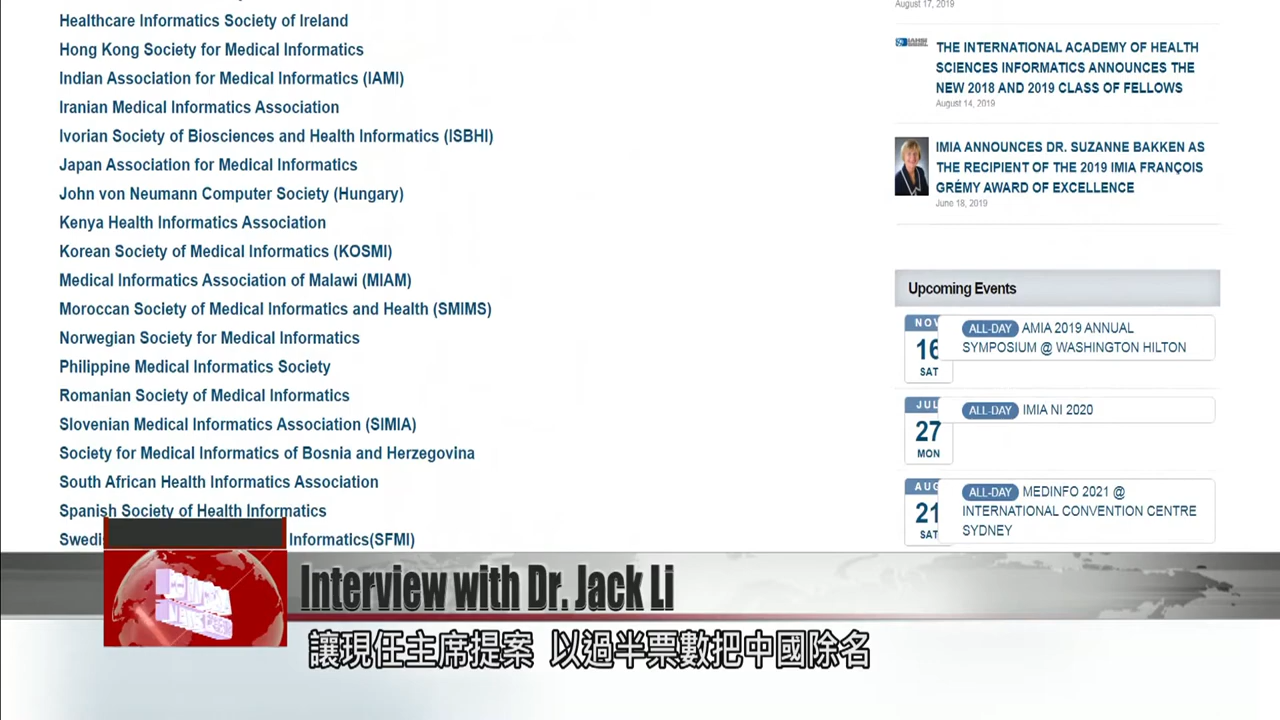 Healthcare Informatics Society of Ireland
Hong Kong Society for Medical Informatics
Indian Association for Medical Informatics (IAMI)
Iranian Medical Informatics Association
Ivorian Society of Biosciences and Health Informatics (ISBHI)
Japan Association for Medical Informatics
John von Neumann Computer Society (Hungary)
Kenya Health Informatics Association
Korean Society of Medical Informatics (KOSMI)
Medical Informatics Association of Malawi (MIAM)
Moroccan Society of Medical Informatics and Health (SMIMS)
Norwegian Society for Medical Informatics
Philippine Medical Informatics Society
Romanian Society of Medical Informatics
Slovenian Medical Informatics Association (SIMIA)
Society for Medical Informatics of Bosnia and Herzegovina
South African Health Informatics Association
Spanish Society of Health Informatics
Informatics(SFMI)
August 17, 2019
THE INTERNATIONAL ACADEMY OF HEALTH
SCIENCES INFORMATICS ANNOUNCES THE
NEW 2018 AND 2019 CLASS OF FELLOWS
August 14, 2019
IMIA ANNOUNCES DR. SUZANNE BAKKEN AS
THE RECIPIENT OF THE 2019 IMIA FRANÇOIS
GRÉMY AWARD OF EXCELLENCE
June 18, 2019
Upcoming Events
NOV
16
SAT
ALL-DAY AMIA 2019 ANNUAL
SYMPOSIUM @ WASHINGTON HILTON
JUL
27
MON
ALL-DAY IMIA NI 2020
AUG
21
SAT
ALL-DAY MEDINFO 2021 @
INTERNATIONAL CONVENTION CENTRE
SYDNEY
Interview with Dr. Jack Li
讓現任主席提案 以過半票數把中國除名